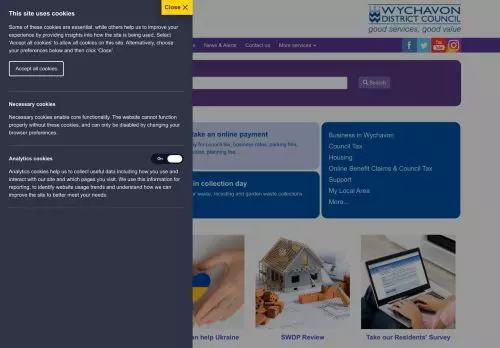 This site uses cookies
Close
Some of these cookies are essential, while others help us to improve your
experience by providing insights into how the site is being used. Select
'Accept all cookies' to allow all cookies on this site. Alternatively, choose
your preferences below and then click 'Close'.
Accept all cookies
Necessary cookies
Necessary cookies enable core functionality. The website cannot function
properly without these cookies, and can only be disabled by changing your
browser preferences.
Analytics cookies
On
Analytics cookies help us to collect useful data including how you use and
interact with our site and which pages you visit. We use this information for
reporting, to identify website usage trends and understand how we can
improve the site to better meet your needs.
WYCHAVON
DISTRICT COUNCIL
good services, good value
News & Alerts
Contact us
More services
You
Tube
Search
ake an online payment
ay for council tax, business rates, parking fine,
voice, planning fee
in collection day
r waste, including and garden waste collections
Business in Wychavon
Council Tax
Housing
Online Benefit Claims & Council Tax
Support
My Local Area
More...
an help Ukraine
SWDP Review
Take our Residents' Survey